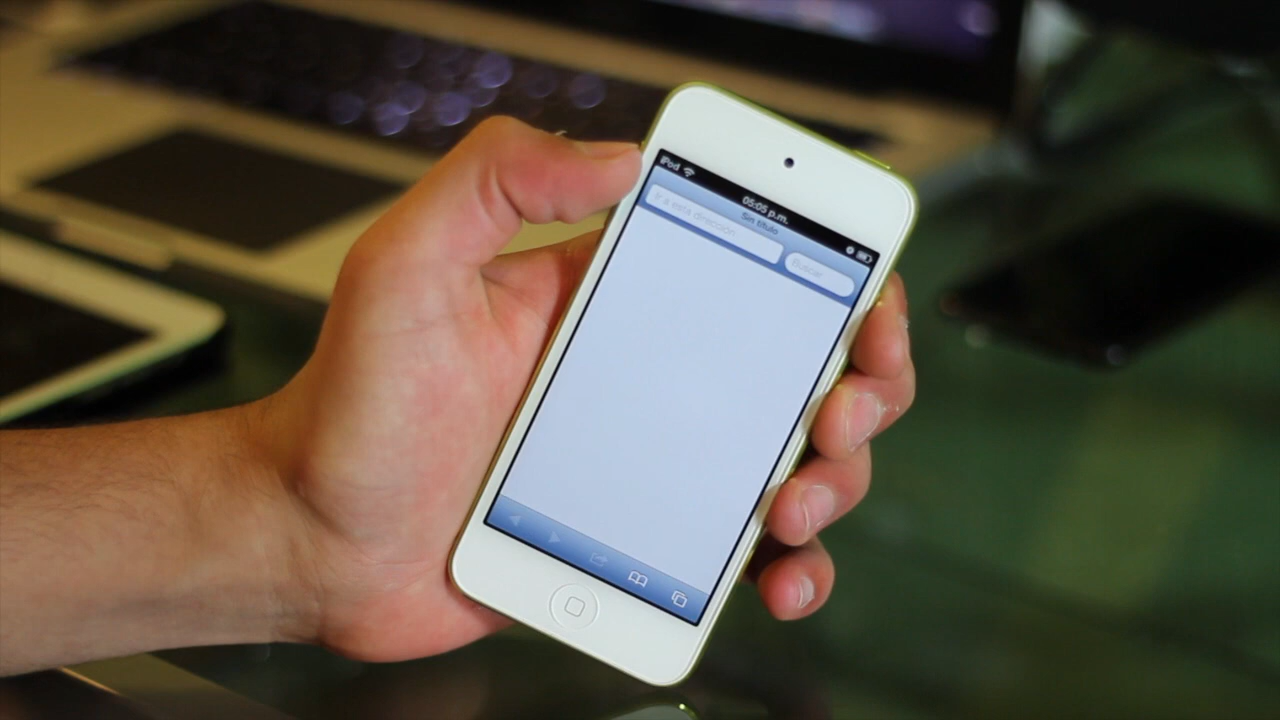 iPod
05:05 p.m.
Sin título
Ir a esta dirección
Buscar